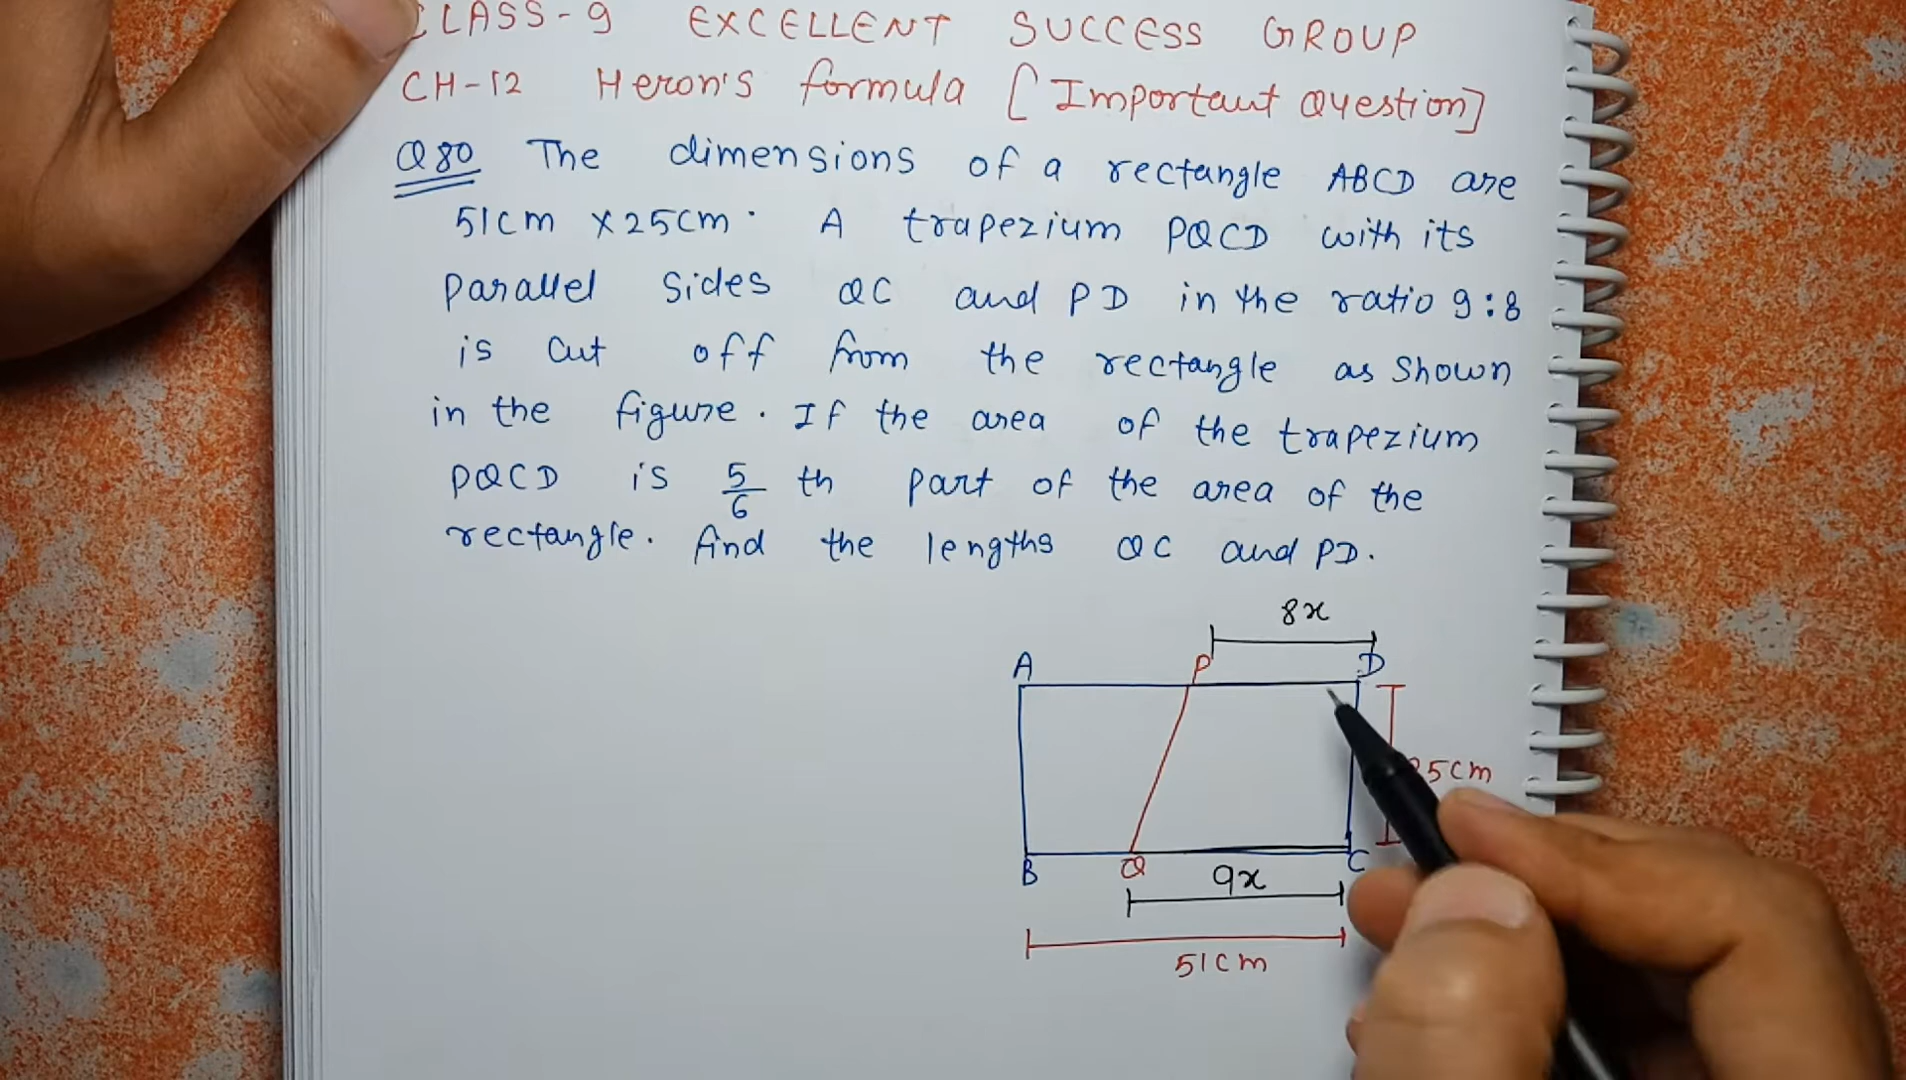 CLASS-9 EXCELLENT SUCCESS GROUP
CH-12 Heron's formula [Important Question]
Q80 The dimensions of a rectangle ABCD are
51cm x 25cm. A trapezium PQCD with its
parallel sides QC and PD in the ratio 9:8
is cut off from the rectangle as shown
in the figure. If the area of the trapezium
PQCD is 5/6 th part of the area of the
rectangle. find the lengths QC and PD.
8x
A P D
5cm
B Q C
9x
51cm